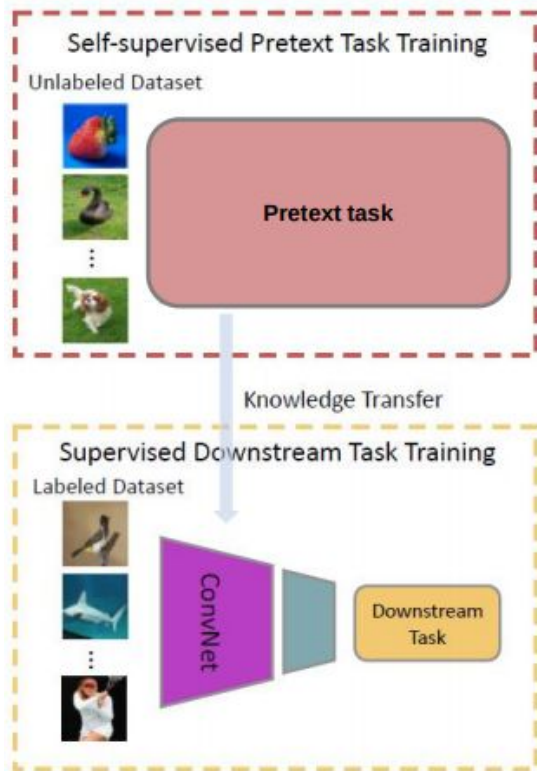 Self-supervised Pretext Task Training
Unlabeled Dataset
Pretext task
...
Knowledge Transfer
Supervised Downstream Task Training
Labeled Dataset
ConvNet
Downstream
Task
...